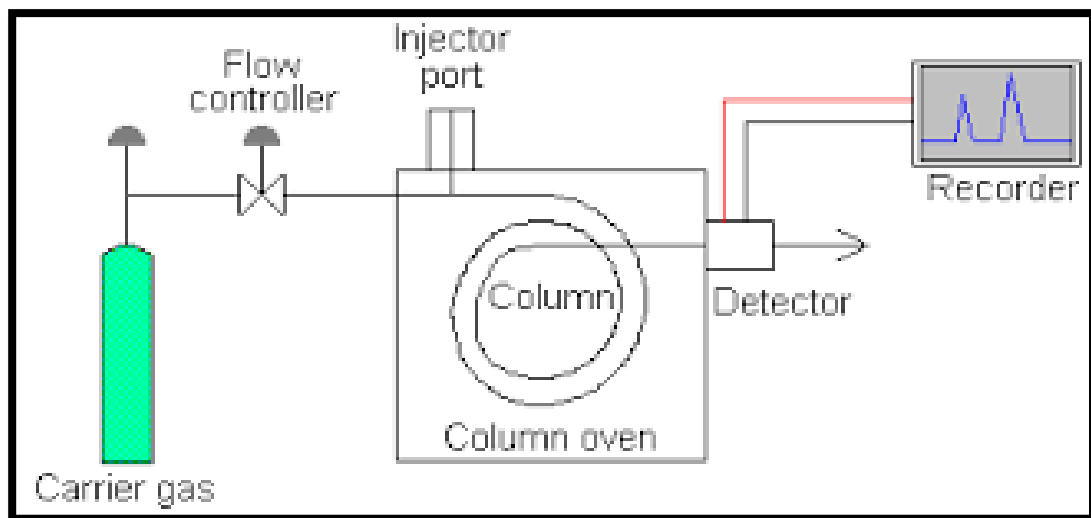 Injector
port
Flow
controller
Recorder
Column
Detector
Column oven
Carrier gas